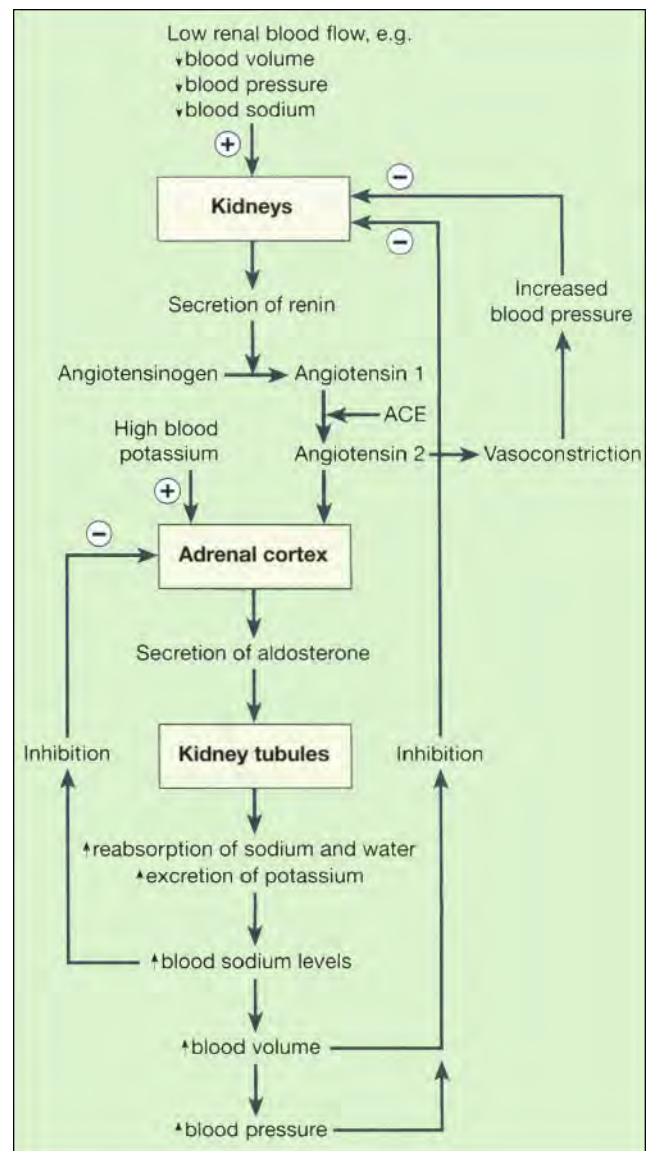 Low renal blood flow, e.g.
▾blood volume
▾blood pressure
▾blood sodium
+
−
Kidneys
−
Secretion of renin
Increased
blood pressure
Angiotensinogen
Angiotensin 1
ACE
High blood
potassium
Angiotensin 2
Vasoconstriction
+
−
Adrenal cortex
Secretion of aldosterone
Inhibition
Kidney tubules
Inhibition
▴reabsorption of sodium and water
▴excretion of potassium
▴blood sodium levels
▴blood volume
▴blood pressure